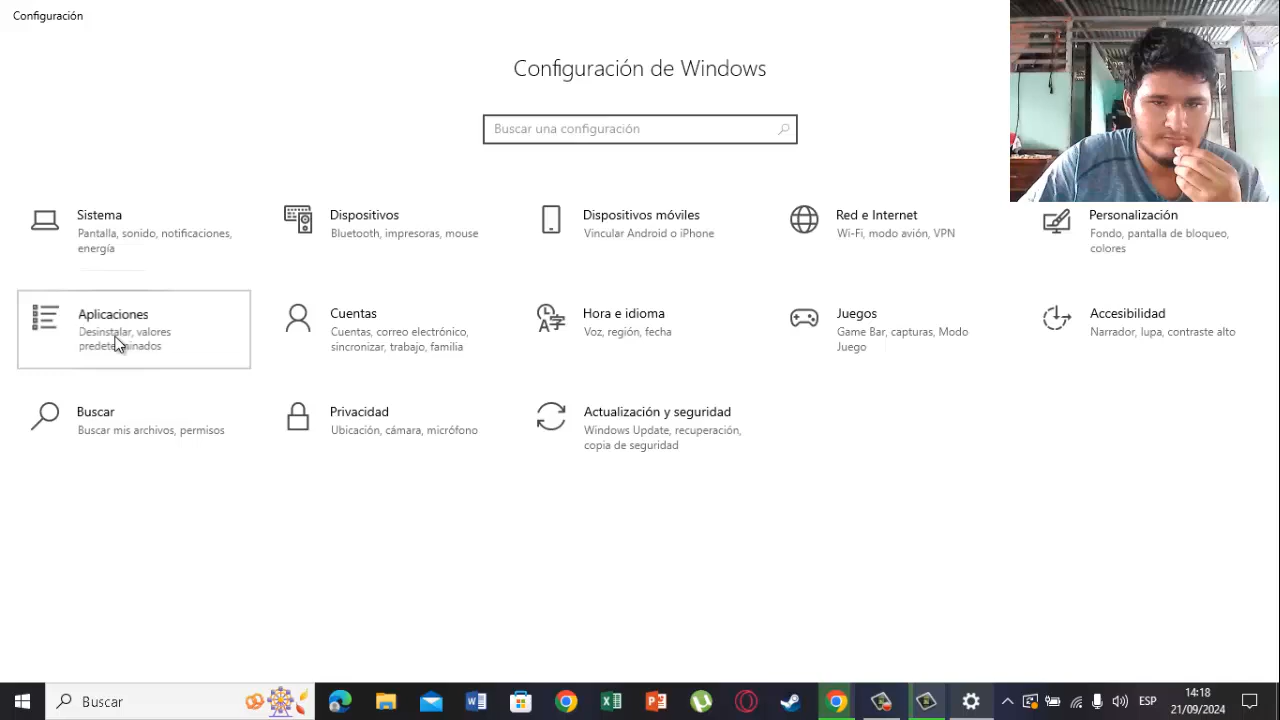 Configuración
Configuración de Windows
Buscar una configuración
Sistema
Pantalla, sonido, notificaciones,
energía
Dispositivos
Bluetooth, impresoras, mouse
Dispositivos móviles
Vincular Android o iPhone
Red e Internet
Wi-Fi, modo avión, VPN
Personalización
Fondo, pantalla de bloqueo,
colores
Aplicaciones
Desinstalar, valores
predeterminados
Cuentas
Cuentas, correo electrónico,
sincronizar, trabajo, familia
Hora e idioma
Voz, región, fecha
Juegos
Game Bar, capturas, Modo
Juego
Accesibilidad
Narrador, lupa, contraste alto
Buscar
Buscar mis archivos, permisos
Privacidad
Ubicación, cámara, micrófono
Actualización y seguridad
Windows Update, recuperación,
copia de seguridad
Buscar
ESP
14:18
21/09/2024